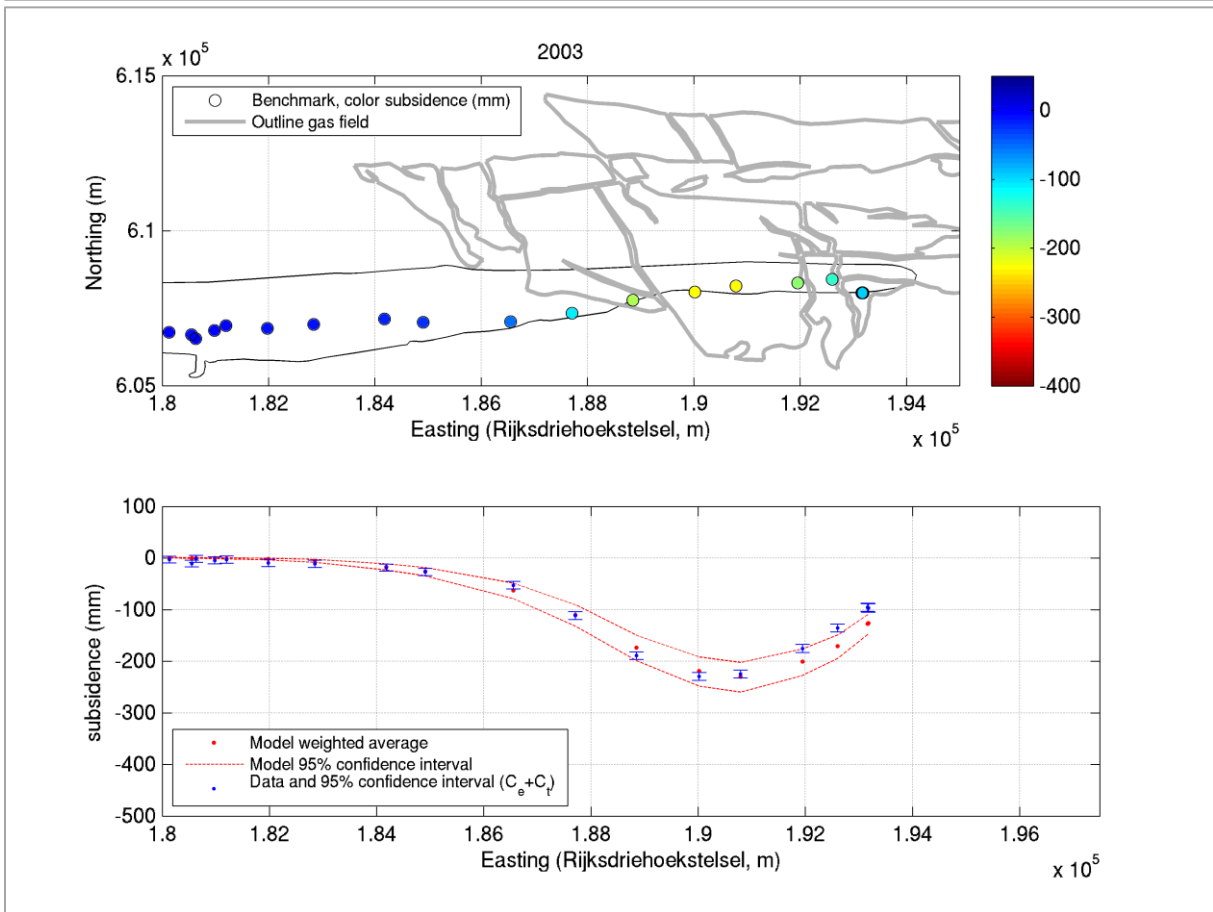 2003
x 10^5
6.15
6.1
6.05
Northing (m)
Benchmark, color subsidence (mm)
Outline gas field
1.8 1.82 1.84 1.86 1.88 1.9 1.92 1.94
Easting (Rijksdriehoekstelsel, m)
x 10^5
0
-100
-200
-300
-400
100
0
-100
-200
-300
-400
-500
subsidence (mm)
Model weighted average
Model 95% confidence interval
Data and 95% confidence interval (C_e+C_t)
1.8 1.82 1.84 1.86 1.88 1.9 1.92 1.94 1.96
Easting (Rijksdriehoekstelsel, m)
x 10^5